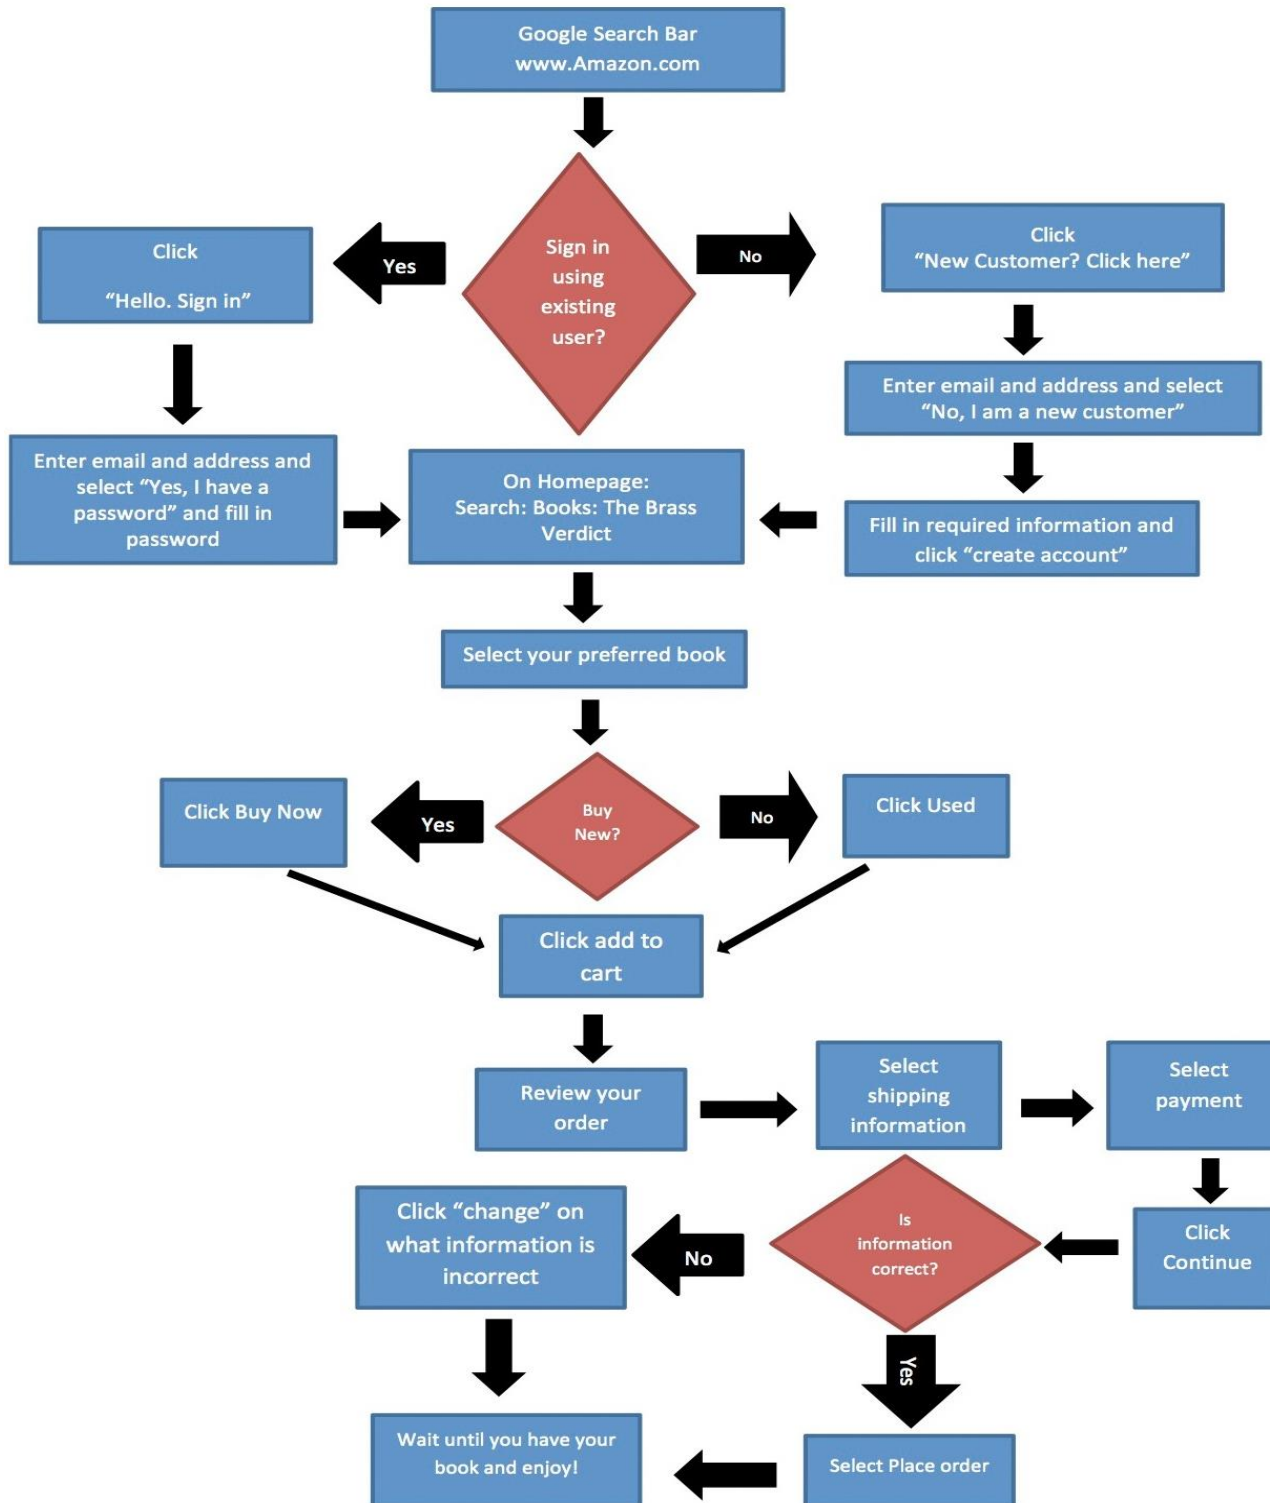 Google Search Bar
www.Amazon.com
Sign in
using
existing
user?
Yes
No
Click
“Hello. Sign in”
Click
“New Customer? Click here”
Enter email and address and select
“No, I am a new customer”
Enter email and address and
select “Yes, I have a
password” and fill in
password
On Homepage:
Search: Books: The Brass
Verdict
Fill in required information and
click “create account”
Select your preferred book
Buy
New?
Yes
No
Click Buy Now
Click Used
Click add to
cart
Review your
order
Select
shipping
information
Select
payment
Click
Continue
Is
information
correct?
No
Click “change” on
what information is
incorrect
Yes
Select Place order
Wait until you have your
book and enjoy!